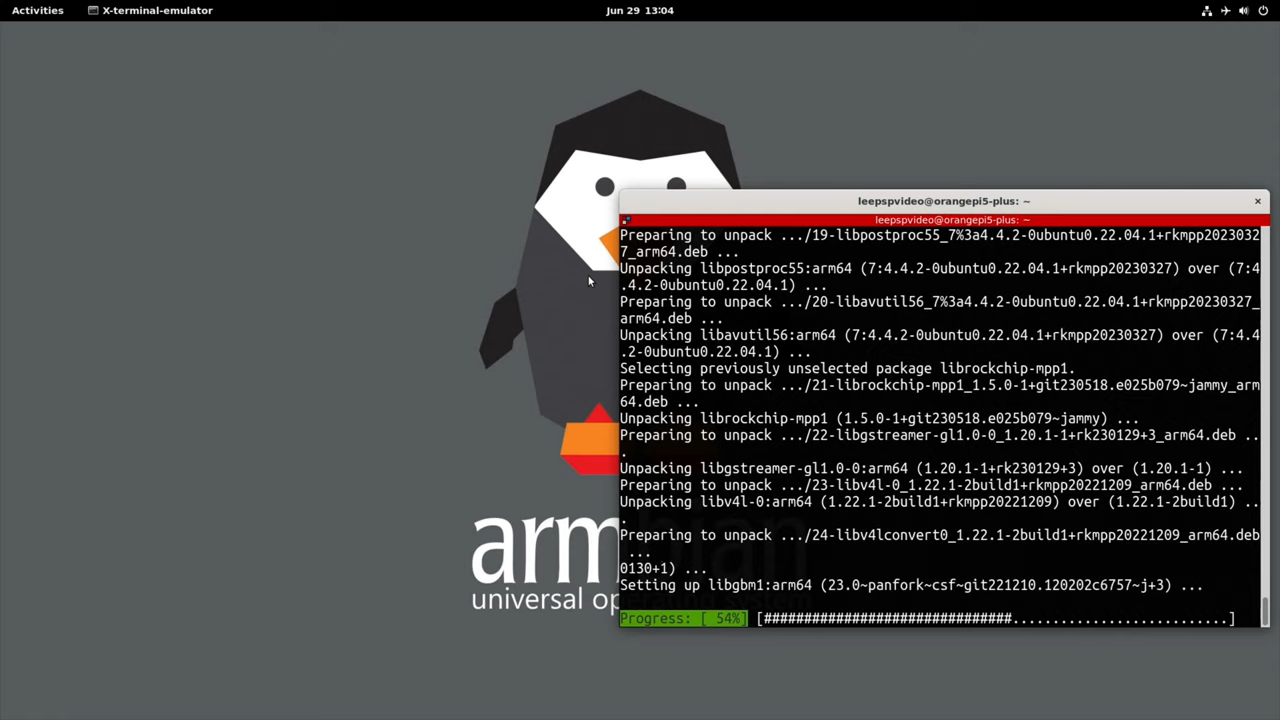 Activities
X-terminal-emulator
Jun 29 13:04
leepspvideo@orangepi5-plus: ~
leepspvideo@orangepi5-plus: ~
Preparing to unpack .../19-libpostproc55_7%3a4.4.2-0ubuntu0.22.04.1+rkmpp2023032
7_arm64.deb ...
Unpacking libpostproc55:arm64 (7:4.4.2-0ubuntu0.22.04.1+rkmpp20230327) over (7:4
.4.2-0ubuntu0.22.04.1) ...
Preparing to unpack .../20-libavutil56_7%3a4.4.2-0ubuntu0.22.04.1+rkmpp20230327_
arm64.deb ...
Unpacking libavutil56:arm64 (7:4.4.2-0ubuntu0.22.04.1+rkmpp20230327) over (7:4.4
.2-0ubuntu0.22.04.1) ...
Selecting previously unselected package librockchip-mpp1.
Preparing to unpack .../21-librockchip-mpp1_1.5.0-1+git230518.e025b079~jammy_arm
64.deb ...
Unpacking librockchip-mpp1 (1.5.0-1+git230518.e025b079~jammy) ...
Preparing to unpack .../22-libgstreamer-gl1.0-0_1.20.1-1+rk230129+3_arm64.deb ..
.
Unpacking libgstreamer-gl1.0-0:arm64 (1.20.1-1+rk230129+3) over (1.20.1-1) ...
Preparing to unpack .../23-libv4l-0_1.22.1-2build1+rkmpp20221209_arm64.deb ...
Unpacking libv4l-0:arm64 (1.22.1-2build1+rkmpp20221209) over (1.22.1-2build1) ..
.
Preparing to unpack .../24-libv4lconvert0_1.22.1-2build1+rkmpp20221209_arm64.deb
...
0130+1) ...
Setting up libgbm1:arm64 (23.0~panfork~csf~git221210.120202c6757~j+3) ...
Progress: [ 54%] [###############################...........................]
armbian
universal operating system